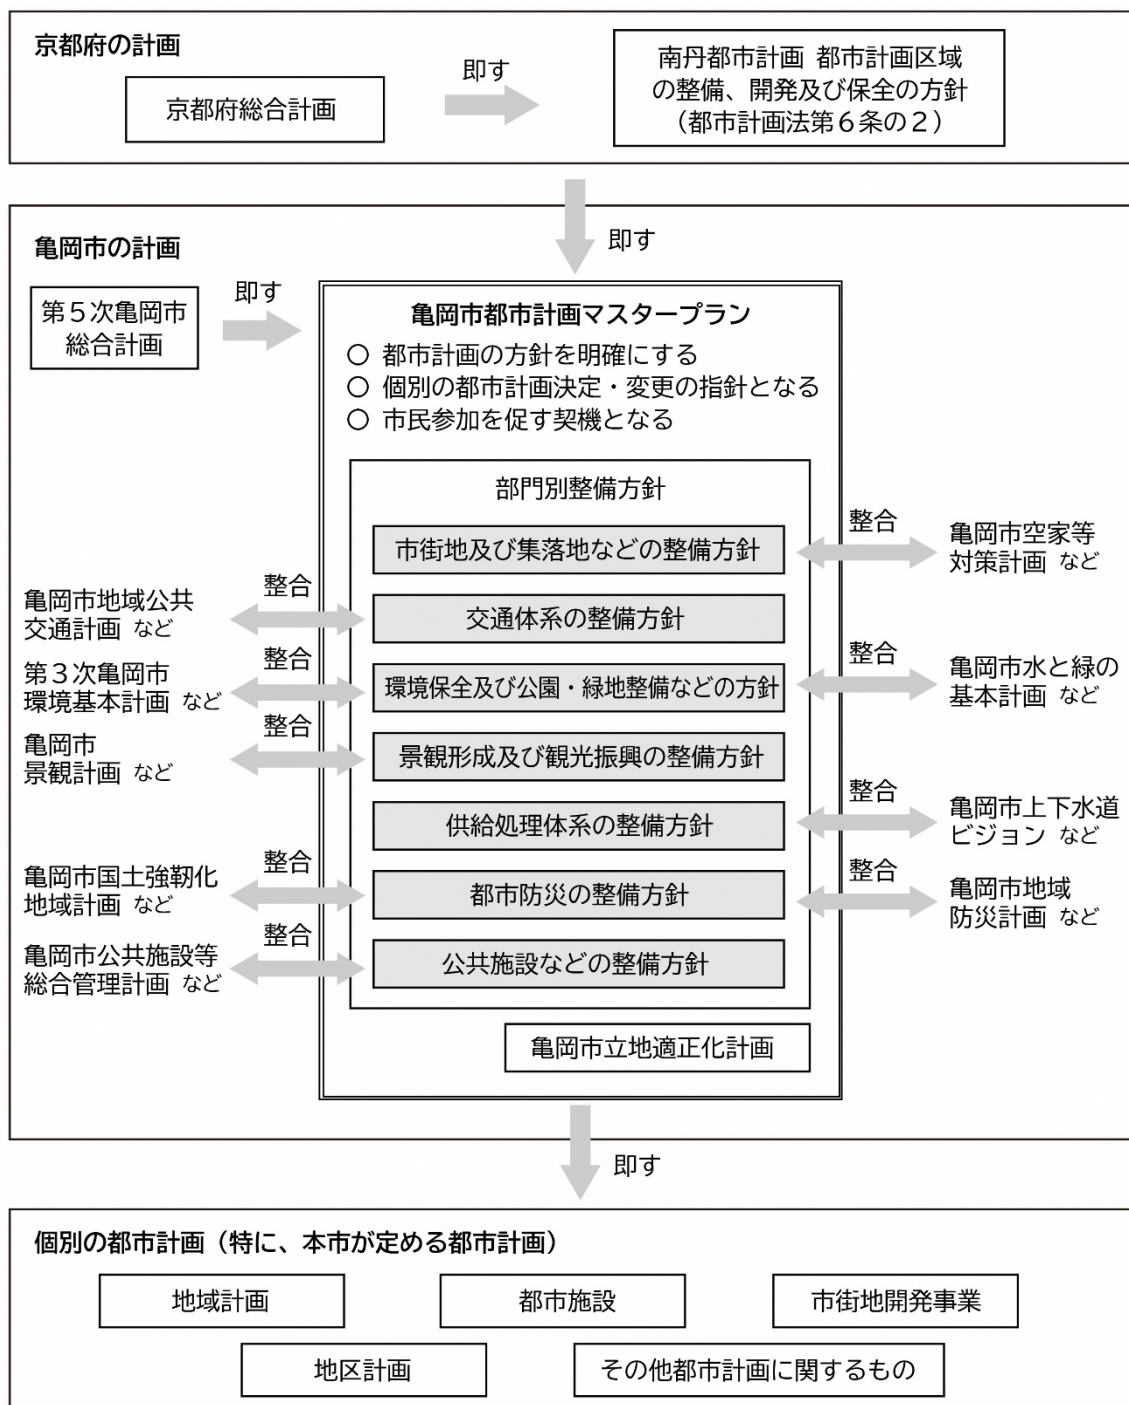 京都府の計画
京都府総合計画
即す
南丹都市計画 都市計画区域
の整備、開発及び保全の方針
（都市計画法第６条の２）
即す
亀岡市の計画
第５次亀岡市
総合計画
即す
亀岡市都市計画マスタープラン
○ 都市計画の方針を明確にする
○ 個別の都市計画決定・変更の指針となる
○ 市民参加を促す契機となる
部門別整備方針
市街地及び集落地などの整備方針
整合
亀岡市空家等
対策計画 など
亀岡市地域公共
交通計画 など
整合
交通体系の整備方針
第３次亀岡市
環境基本計画 など
整合
環境保全及び公園・緑地整備などの方針
整合
亀岡市水と緑の
基本計画 など
亀岡市
景観計画 など
整合
景観形成及び観光振興の整備方針
供給処理体系の整備方針
整合
亀岡市上下水道
ビジョン など
亀岡市国土強靭化
地域計画 など
整合
都市防災の整備方針
整合
亀岡市地域
防災計画 など
亀岡市公共施設等
総合管理計画 など
整合
公共施設などの整備方針
亀岡市立地適正化計画
即す
個別の都市計画（特に、本市が定める都市計画）
地域計画
都市施設
市街地開発事業
地区計画
その他都市計画に関するもの